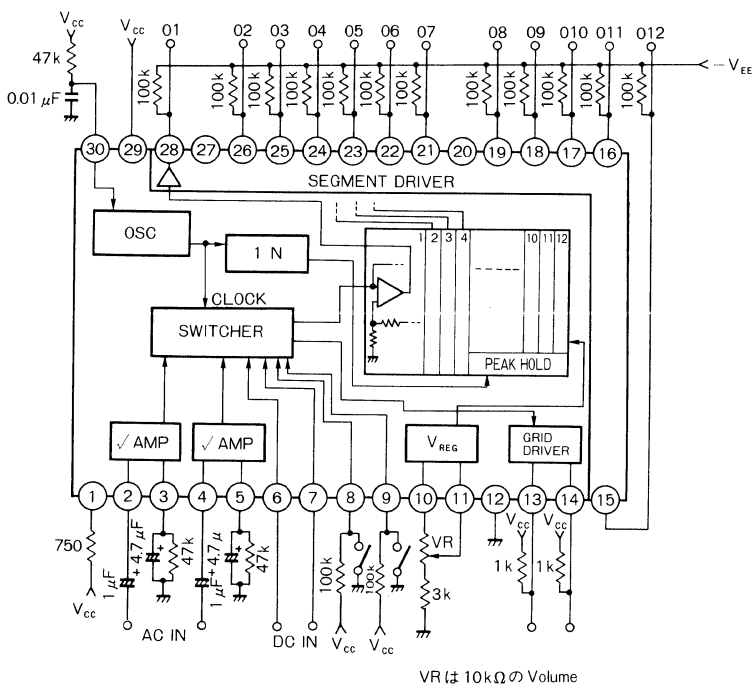 Vcc
Vcc
01
02
03
04
05
06
07
08
09
010
011
012
47k
0.01 μF
100k
100k
100k
100k
100k
100k
100k
100k
100k
100k
100k
100k
− VEE
30
29
28
27
26
25
24
23
22
21
20
19
18
17
16
SEGMENT DRIVER
OSC
1 N
1
2
3
4
10
11
12
CLOCK
SWITCHER
PEAK HOLD
√ AMP
√ AMP
VREG
GRID DRIVER
1
2
3
4
5
6
7
8
9
10
11
12
13
14
15
750
Vcc
1 μF
+ 4.7 μF
+
47k
1 μF
+ 4.7 μ
+
47k
100k
Vcc
100k
Vcc
VR
3k
Vcc
1k
Vcc
1k
AC IN
DC IN
VRは 10kΩの Volume